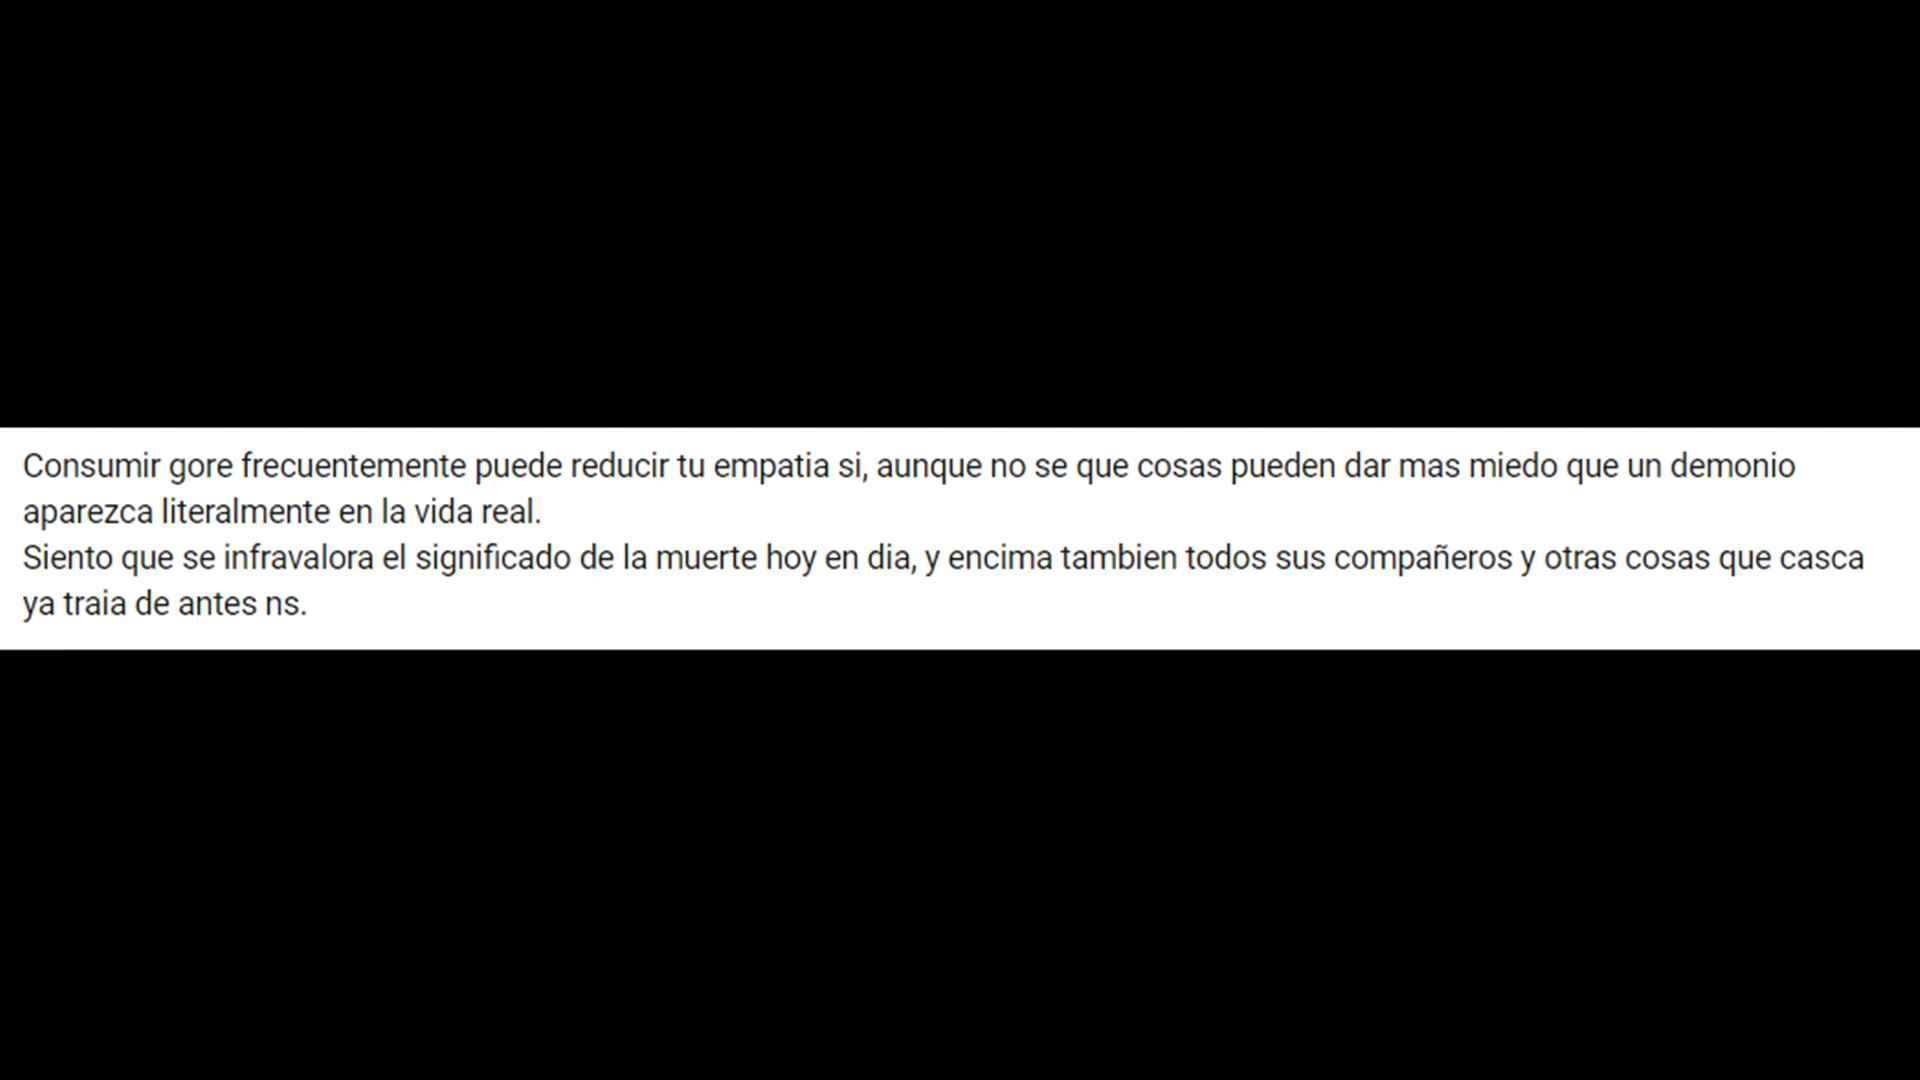 Consumir gore frecuentemente puede reducir tu empatia si, aunque no se que cosas pueden dar mas miedo que un demonio
aparezca literalmente en la vida real.
Siento que se infravalora el significado de la muerte hoy en dia, y encima tambien todos sus compañeros y otras cosas que casca
ya traia de antes ns.